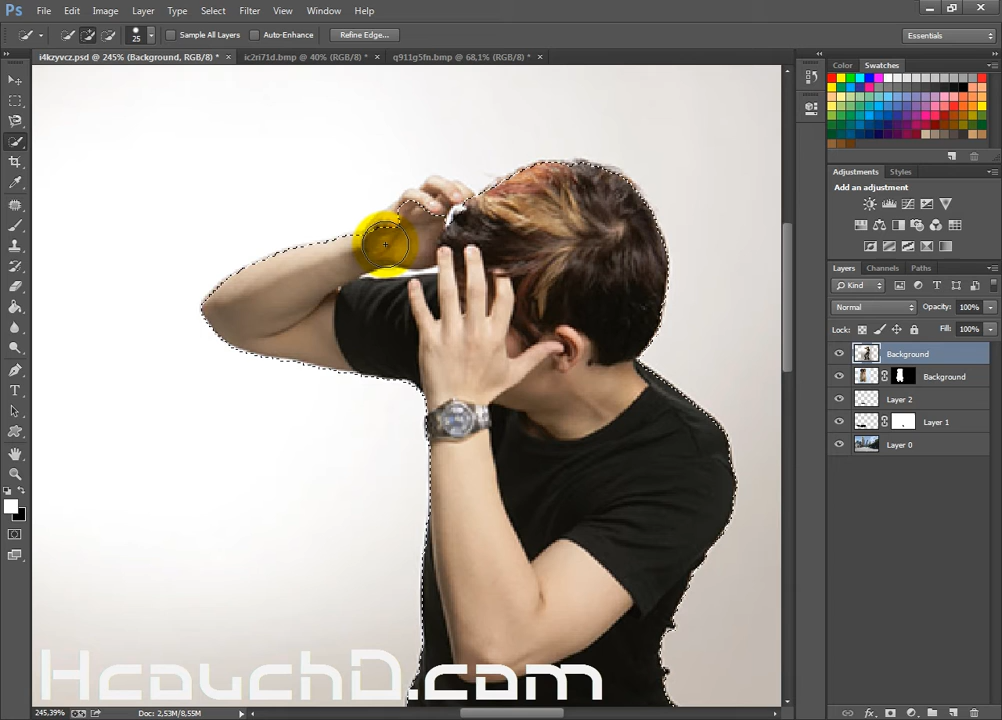 Ps File Edit Image Layer Type Select Filter View Window Help
25 Sample All Layers Auto-Enhance Refine Edge... Essentials
i4kzyvcz.psd @ 245% (Background, RGB/8) * × ic2ri71d.bmp @ 40% (RGB/8) * × q911g5fn.bmp @ 68,1% (RGB/8) * ×
Color Swatches
Adjustments Styles
Add an adjustment
Layers Channels Paths
Kind
Normal Opacity: 100%
Lock: Fill: 100%
Background
Background
Layer 2
Layer 1
Layer 0
HcouchD.com
245,39% Doc: 2,53M/8,55M